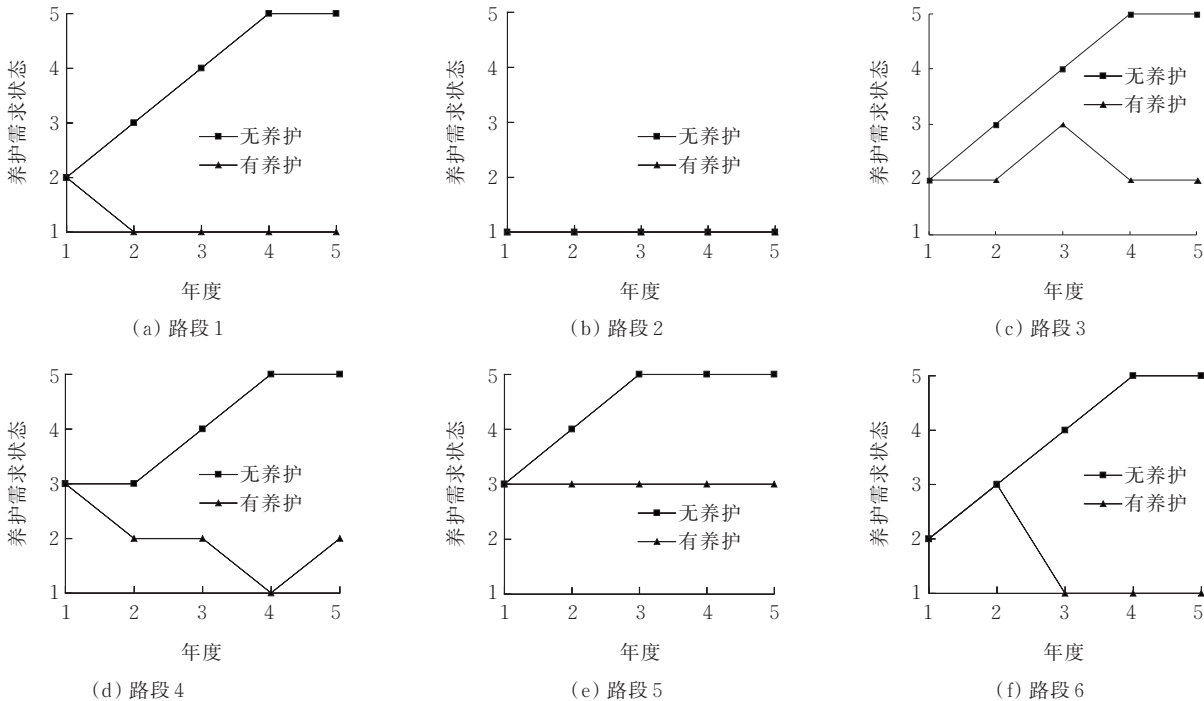 5
4
3
2
1
1 2 3 4 5
养护需求状态
无养护
有养护
年度
(a) 路段1
5
4
3
2
1
1 2 3 4 5
养护需求状态
无养护
有养护
年度
(b) 路段2
5
4
3
2
1
1 2 3 4 5
养护需求状态
无养护
有养护
年度
(c) 路段3
5
4
3
2
1
1 2 3 4 5
养护需求状态
无养护
有养护
年度
(d) 路段4
5
4
3
2
1
1 2 3 4 5
养护需求状态
无养护
有养护
年度
(e) 路段5
5
4
3
2
1
1 2 3 4 5
养护需求状态
无养护
有养护
年度
(f) 路段6